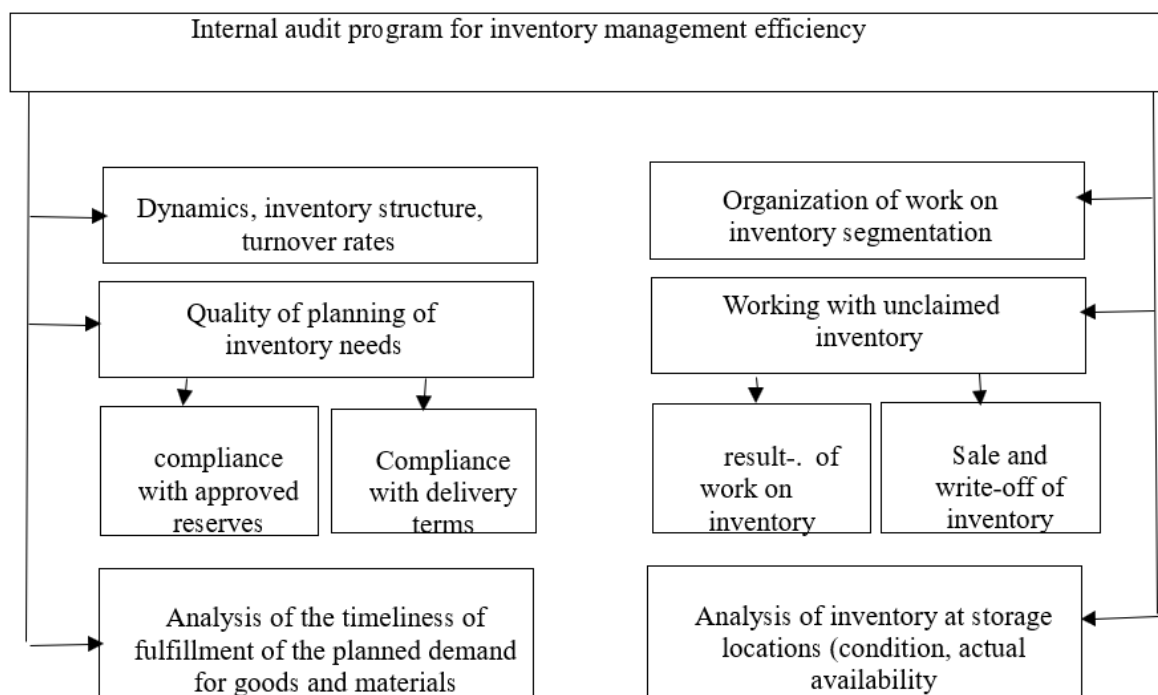 Internal audit program for inventory management efficiency
Dynamics, inventory structure,
turnover rates
Organization of work on
inventory segmentation
Quality of planning of
inventory needs
Working with unclaimed
inventory
compliance
with approved
reserves
Compliance
with delivery
terms
result-. of
work on
inventory
Sale and
write-off of
inventory
Analysis of the timeliness of
fulfillment of the planned demand
for goods and materials
Analysis of inventory at storage
locations (condition, actual
availability